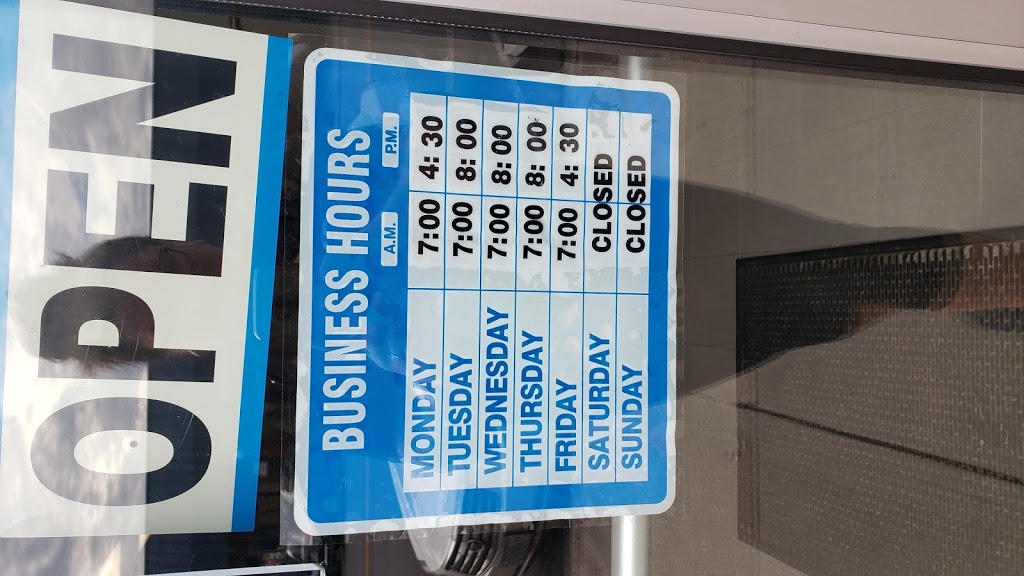 OPEN
BUSINESS HOURS
A.M. P.M.
MONDAY 7:00 4:30
TUESDAY 7:00 8:00
WEDNESDAY 7:00 8:00
THURSDAY 7:00 8:00
FRIDAY 7:00 4:30
SATURDAY CLOSED
SUNDAY CLOSED